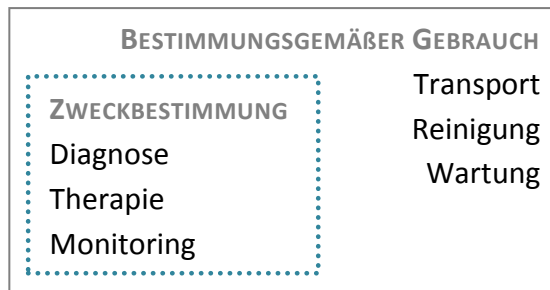 BESTIMMUNGSGEMÄẞER GEBRAUCH
ZWECKBESTIMMUNG
Diagnose
Therapie
Monitoring
Transport
Reinigung
Wartung